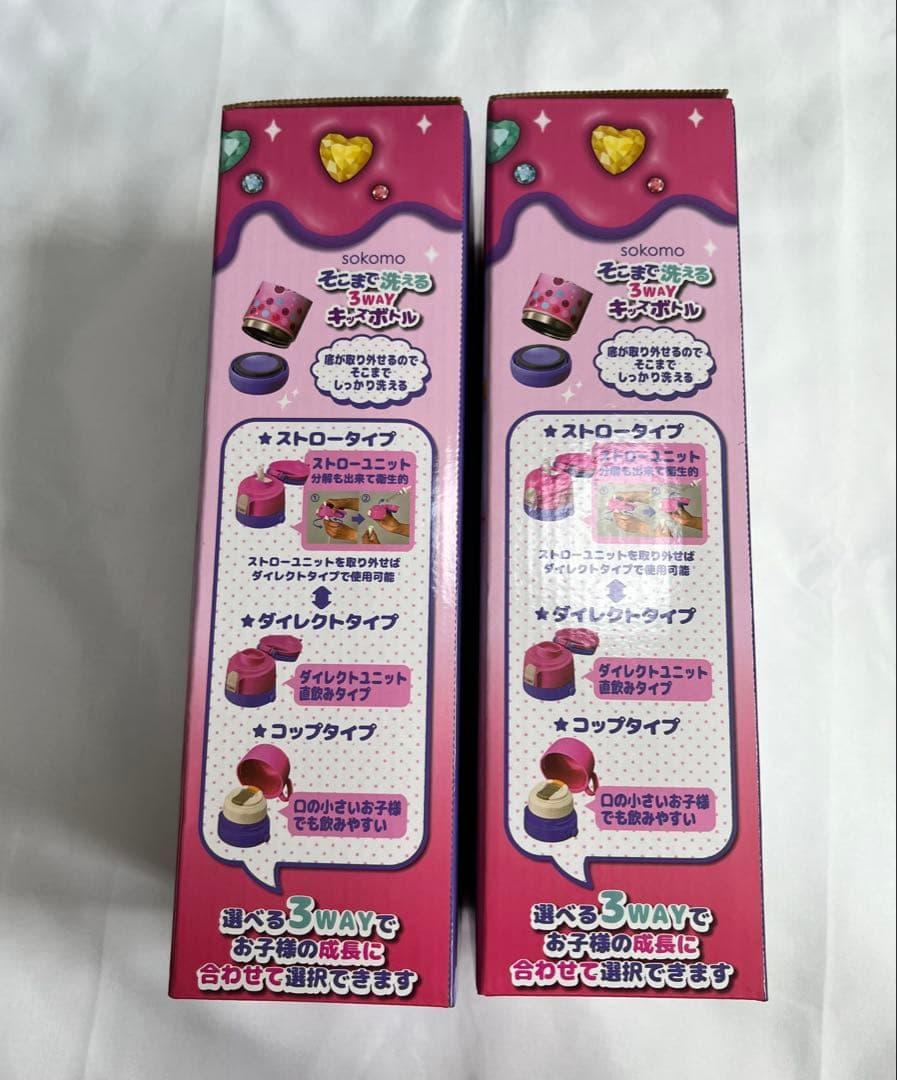 sokomo
そこまで洗える
3WAY
キッズボトル
底が取り外せるので
そこまで
しっかり洗える
★ストロータイプ
ストローユニット
分解も出来て衛生的
① ②
ストローユニットを取り外せば
ダイレクトタイプで使用可能
★ダイレクトタイプ
ダイレクトユニット
直飲みタイプ
★コップタイプ
口の小さいお子様
でも飲みやすい
選べる3WAYで
お子様の成長に
合わせて選択できます
sokomo
そこまで洗える
3WAY
キッズボトル
底が取り外せるので
そこまで
しっかり洗える
★ストロータイプ
ストローユニット
分解も出来て衛生的
ストローユニットを取り外せば
ダイレクトタイプで使用可能
★ダイレクトタイプ
ダイレクトユニット
直飲みタイプ
★コップタイプ
口の小さいお子様
でも飲みやすい
選べる3WAYで
お子様の成長に
合わせて選択できます